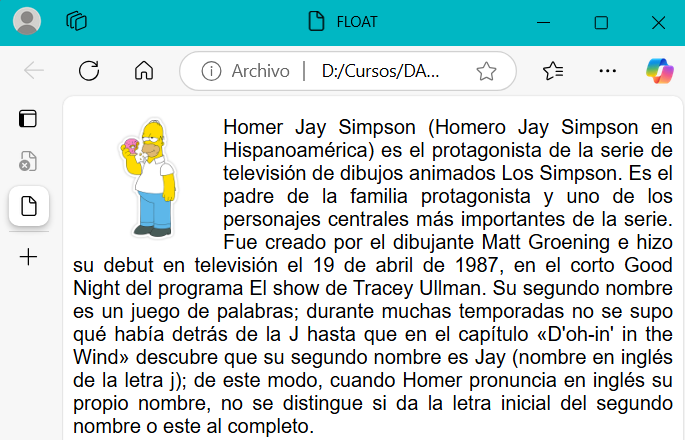 FLOAT
Archivo | D:/Cursos/DA...
Homer Jay Simpson (Homero Jay Simpson en
Hispanoamérica) es el protagonista de la serie de
televisión de dibujos animados Los Simpson. Es el
padre de la familia protagonista y uno de los
personajes centrales más importantes de la serie.
Fue creado por el dibujante Matt Groening e hizo
su debut en televisión el 19 de abril de 1987, en el corto Good
Night del programa El show de Tracey Ullman. Su segundo nombre
es un juego de palabras; durante muchas temporadas no se supo
qué había detrás de la J hasta que en el capítulo «D'oh-in' in the
Wind» descubre que su segundo nombre es Jay (nombre en inglés
de la letra j); de este modo, cuando Homer pronuncia en inglés su
propio nombre, no se distingue si da la letra inicial del segundo
nombre o este al completo.